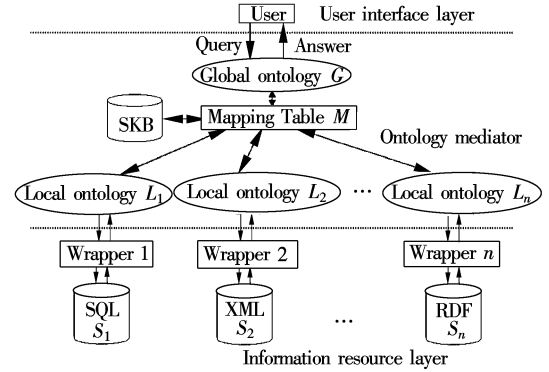 User
User interface layer
Query
Answer
Global ontology G
SKB
Mapping Table M
Ontology mediator
Local ontology L1
Local ontology L2
...
Local ontology Ln
Wrapper 1
Wrapper 2
Wrapper n
SQL
S1
XML
S2
...
RDF
Sn
Information resource layer